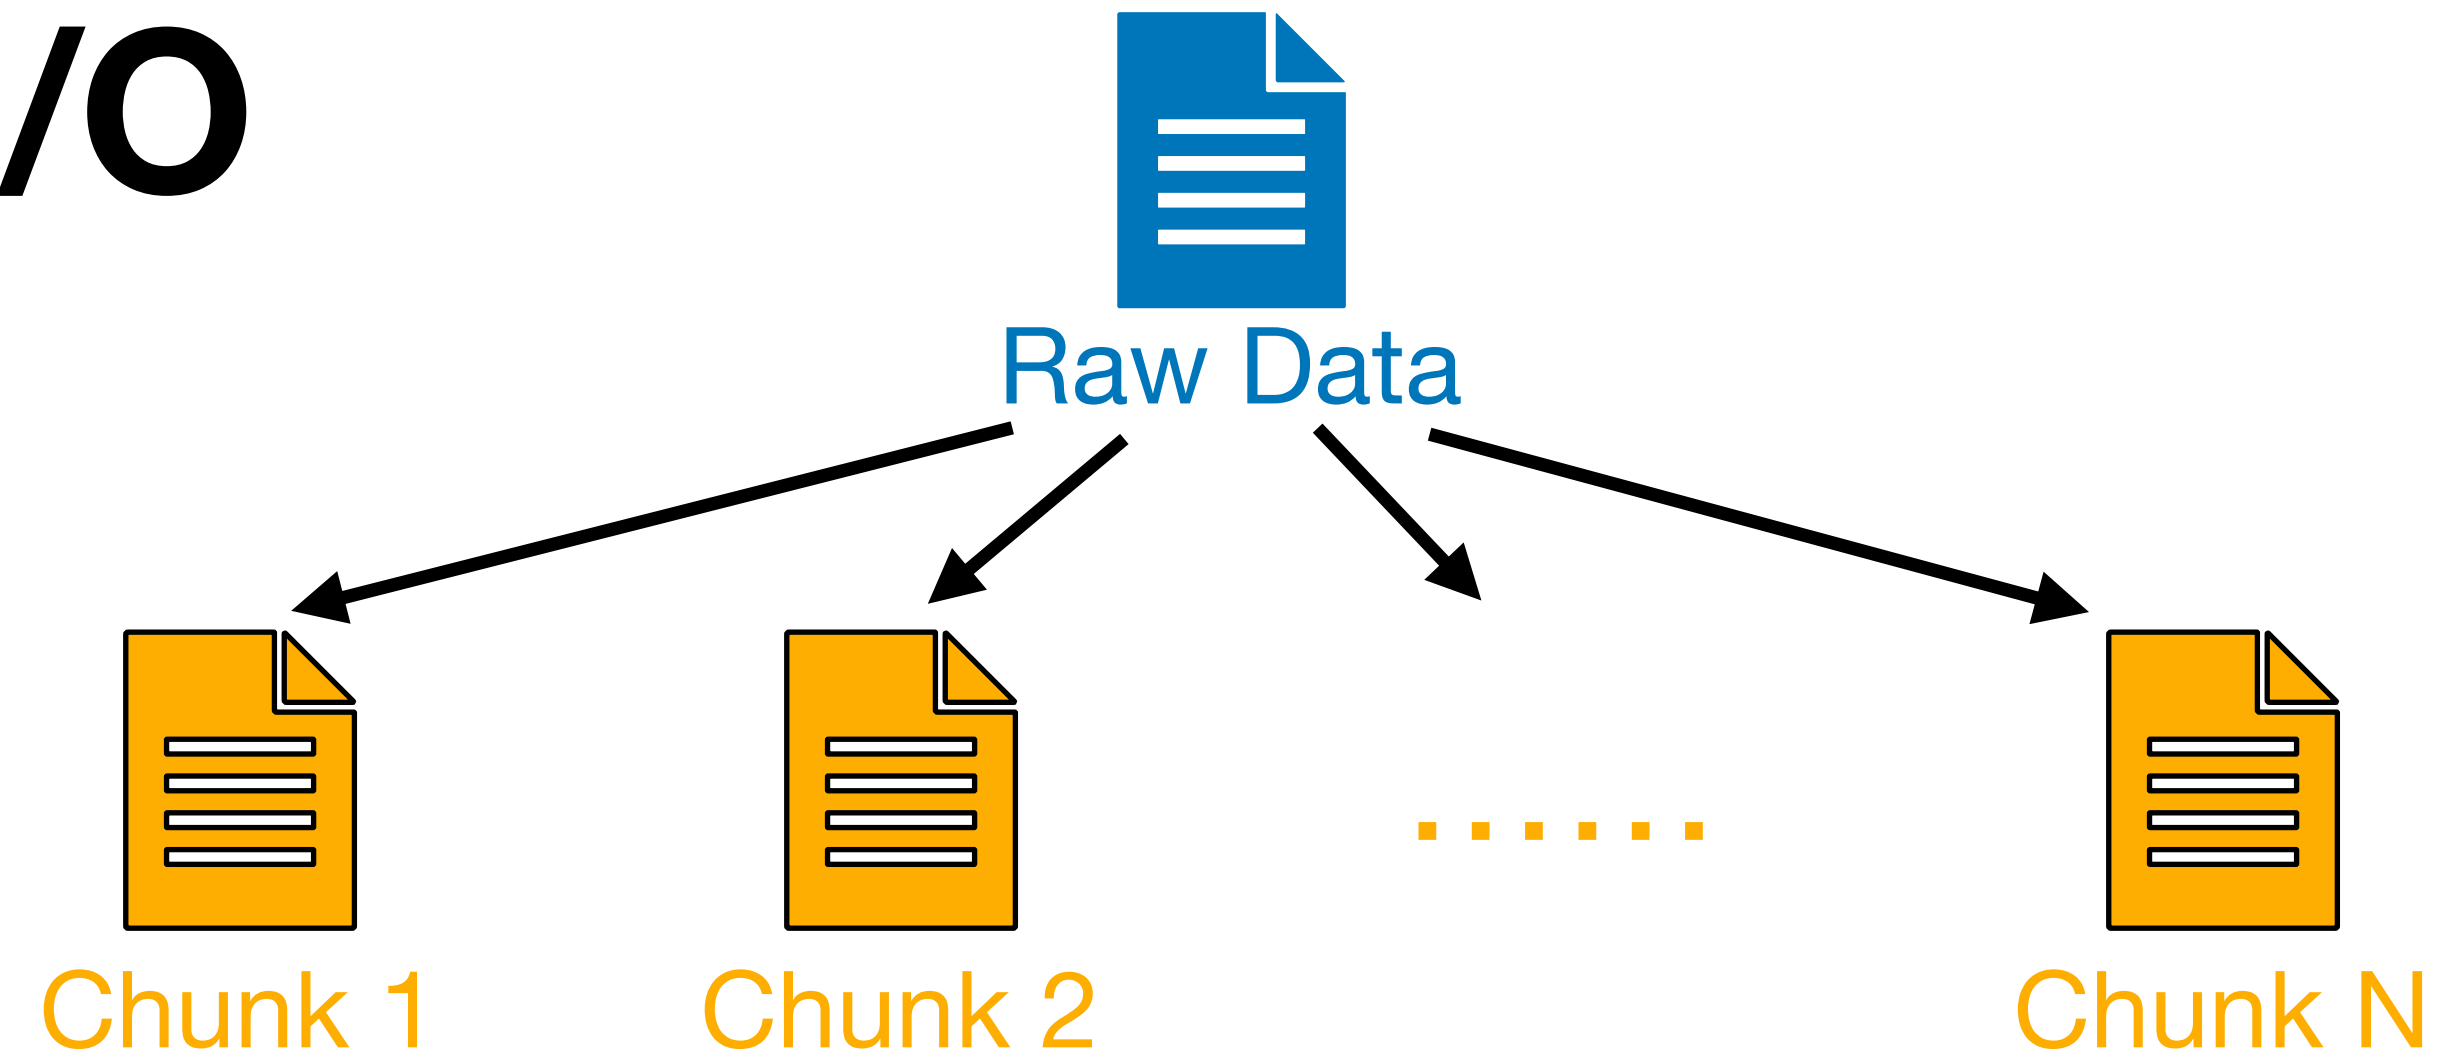 /O
Raw Data
......
Chunk 1 Chunk 2 Chunk N